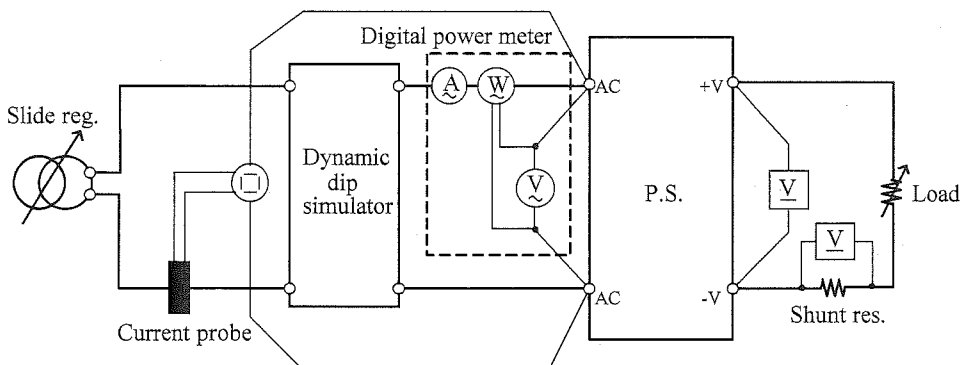 Digital power meter
Slide reg.
Current probe
Dynamic
dip
simulator
A
W
V
AC
AC
P.S.
+V
-V
V
V
Load
Shunt res.